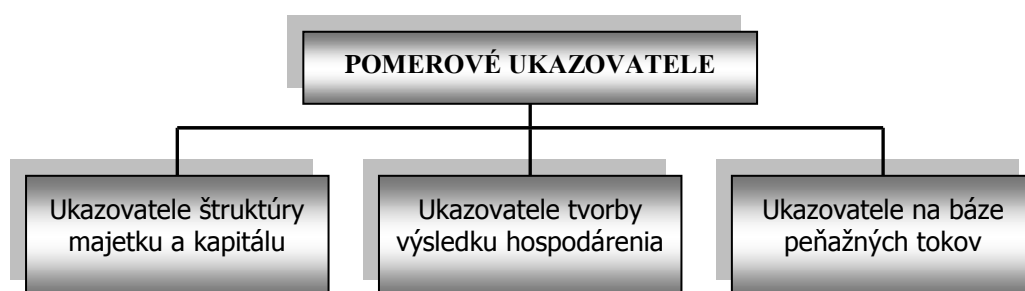 POMEROVÉ UKAZOVATELE
Ukazovatele štruktúry
majetku a kapitálu
Ukazovatele tvorby
výsledku hospodárenia
Ukazovatele na báze
peňažných tokov